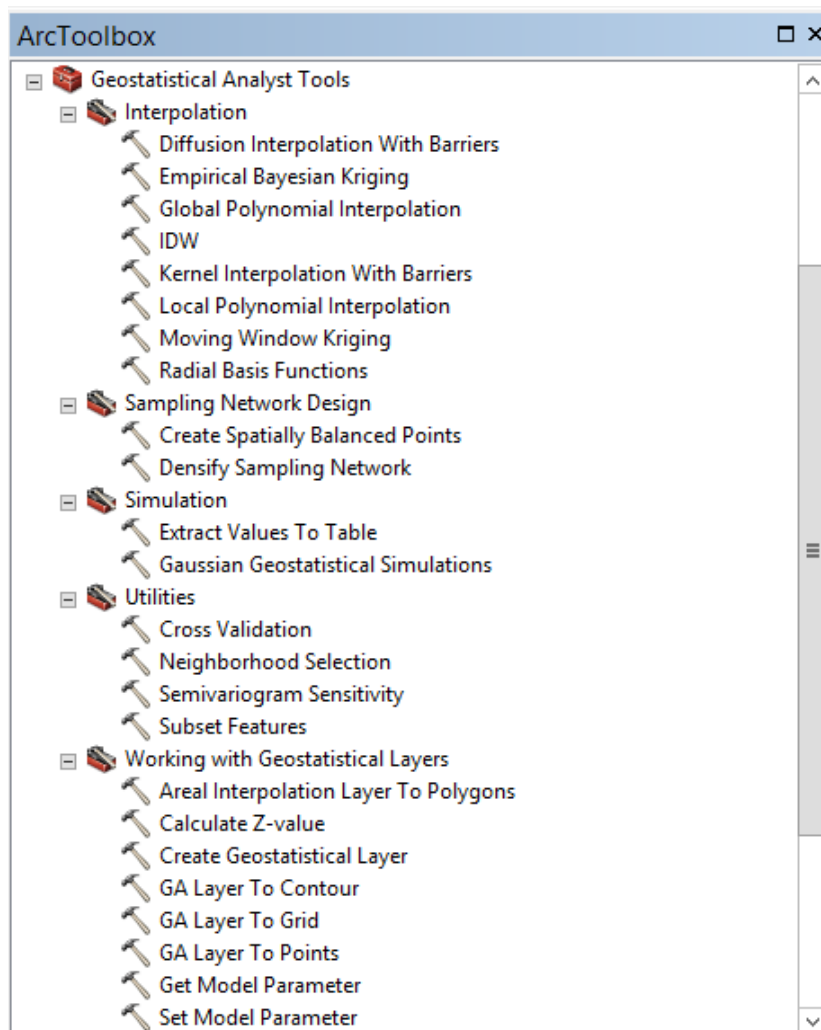 ArcToolbox
Geostatistical Analyst Tools
Interpolation
Diffusion Interpolation With Barriers
Empirical Bayesian Kriging
Global Polynomial Interpolation
IDW
Kernel Interpolation With Barriers
Local Polynomial Interpolation
Moving Window Kriging
Radial Basis Functions
Sampling Network Design
Create Spatially Balanced Points
Densify Sampling Network
Simulation
Extract Values To Table
Gaussian Geostatistical Simulations
Utilities
Cross Validation
Neighborhood Selection
Semivariogram Sensitivity
Subset Features
Working with Geostatistical Layers
Areal Interpolation Layer To Polygons
Calculate Z-value
Create Geostatistical Layer
GA Layer To Contour
GA Layer To Grid
GA Layer To Points
Get Model Parameter
Set Model Parameter